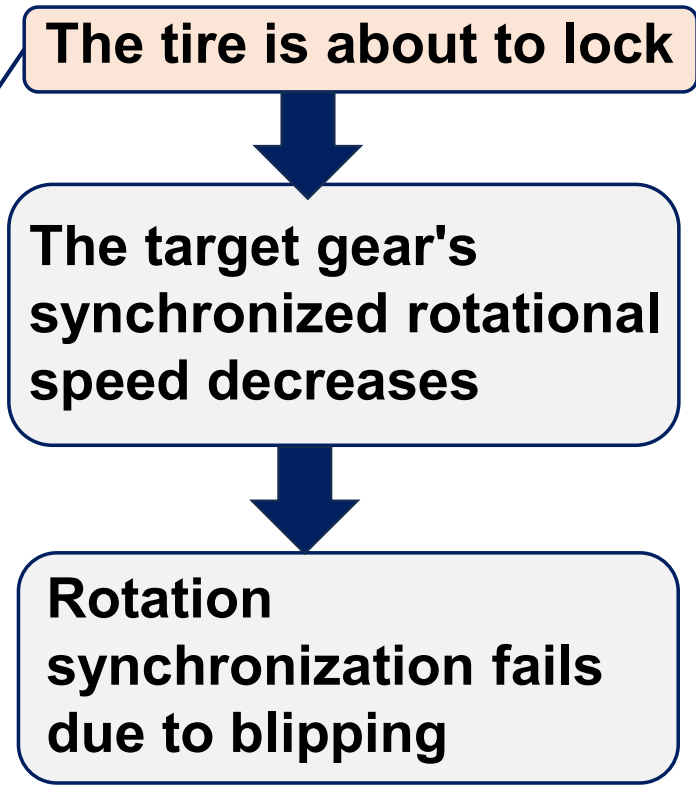 The tire is about to lock
The target gear's
synchronized rotational
speed decreases
Rotation
synchronization fails
due to blipping